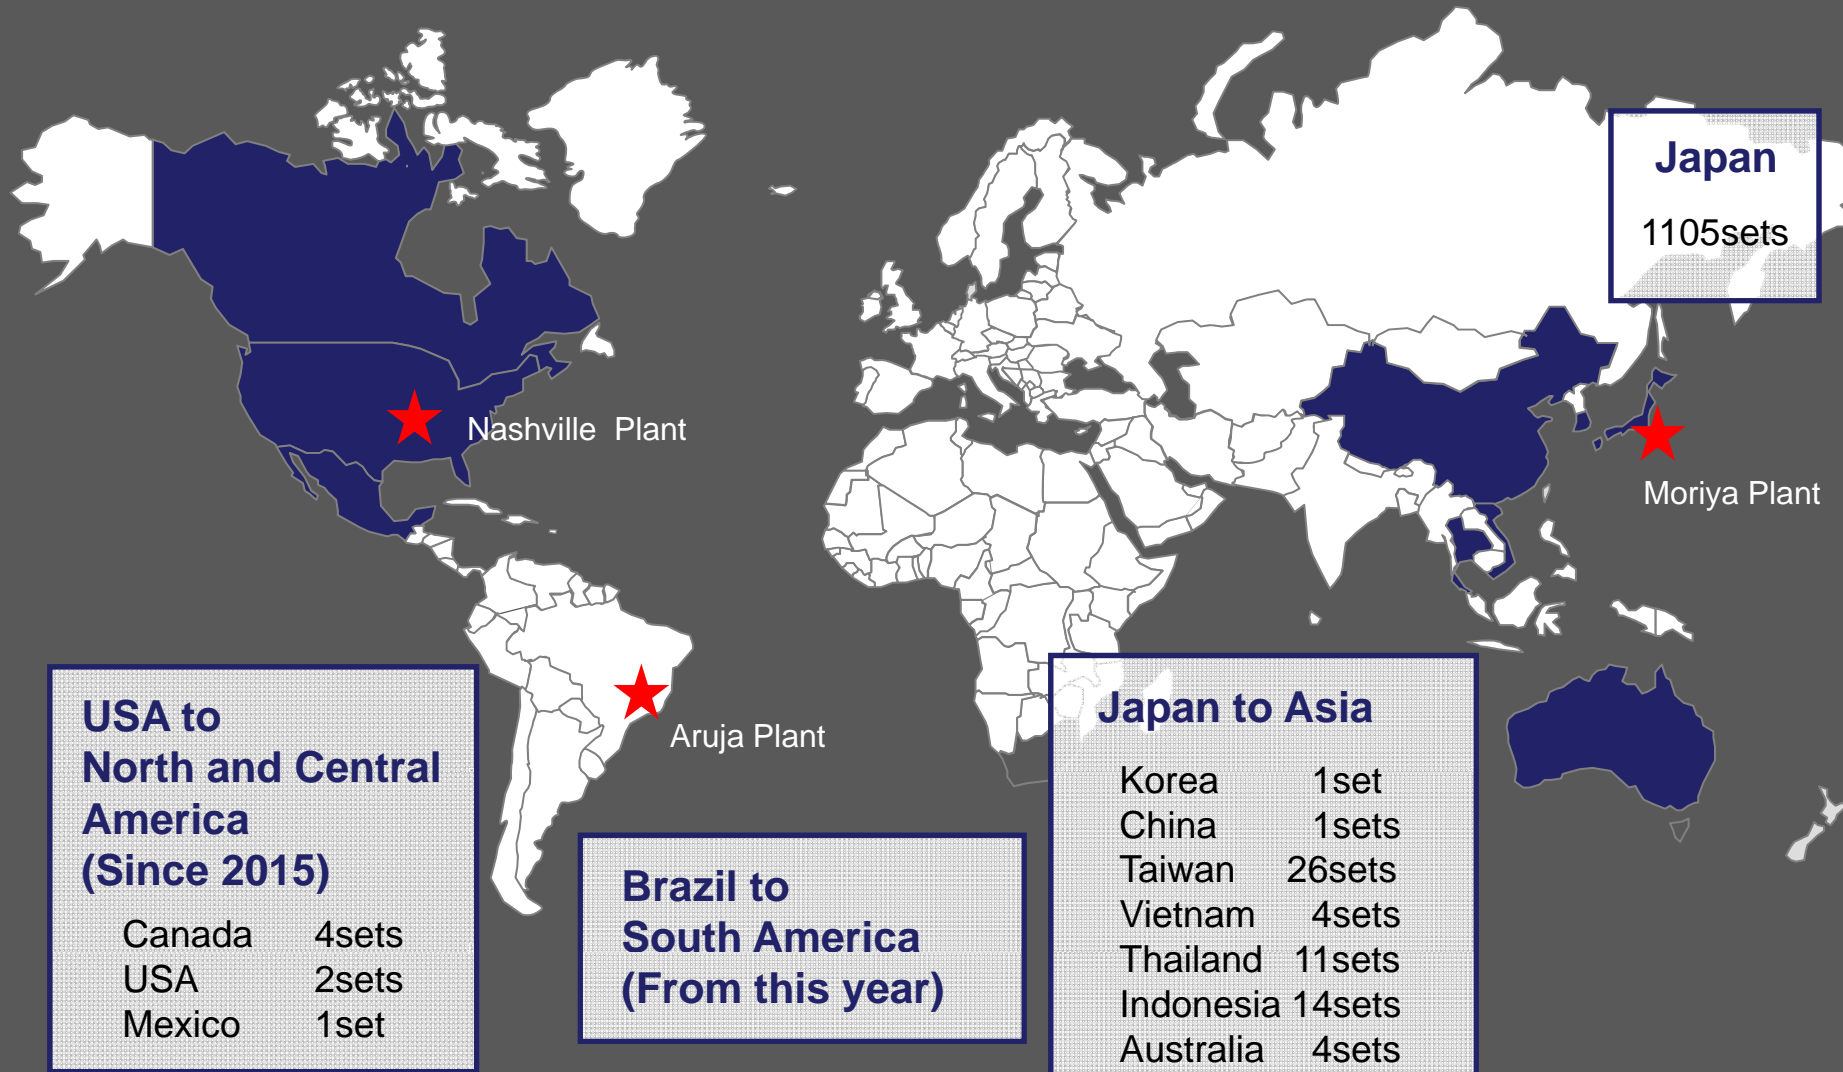 Japan
1105sets
Nashville Plant
Moriya Plant
Aruja Plant
USA to
North and Central
America
(Since 2015)
Canada 4sets
USA 2sets
Mexico 1set
Brazil to
South America
(From this year)
Japan to Asia
Korea 1set
China 1sets
Taiwan 26sets
Vietnam 4sets
Thailand 11sets
Indonesia 14sets
Australia 4sets